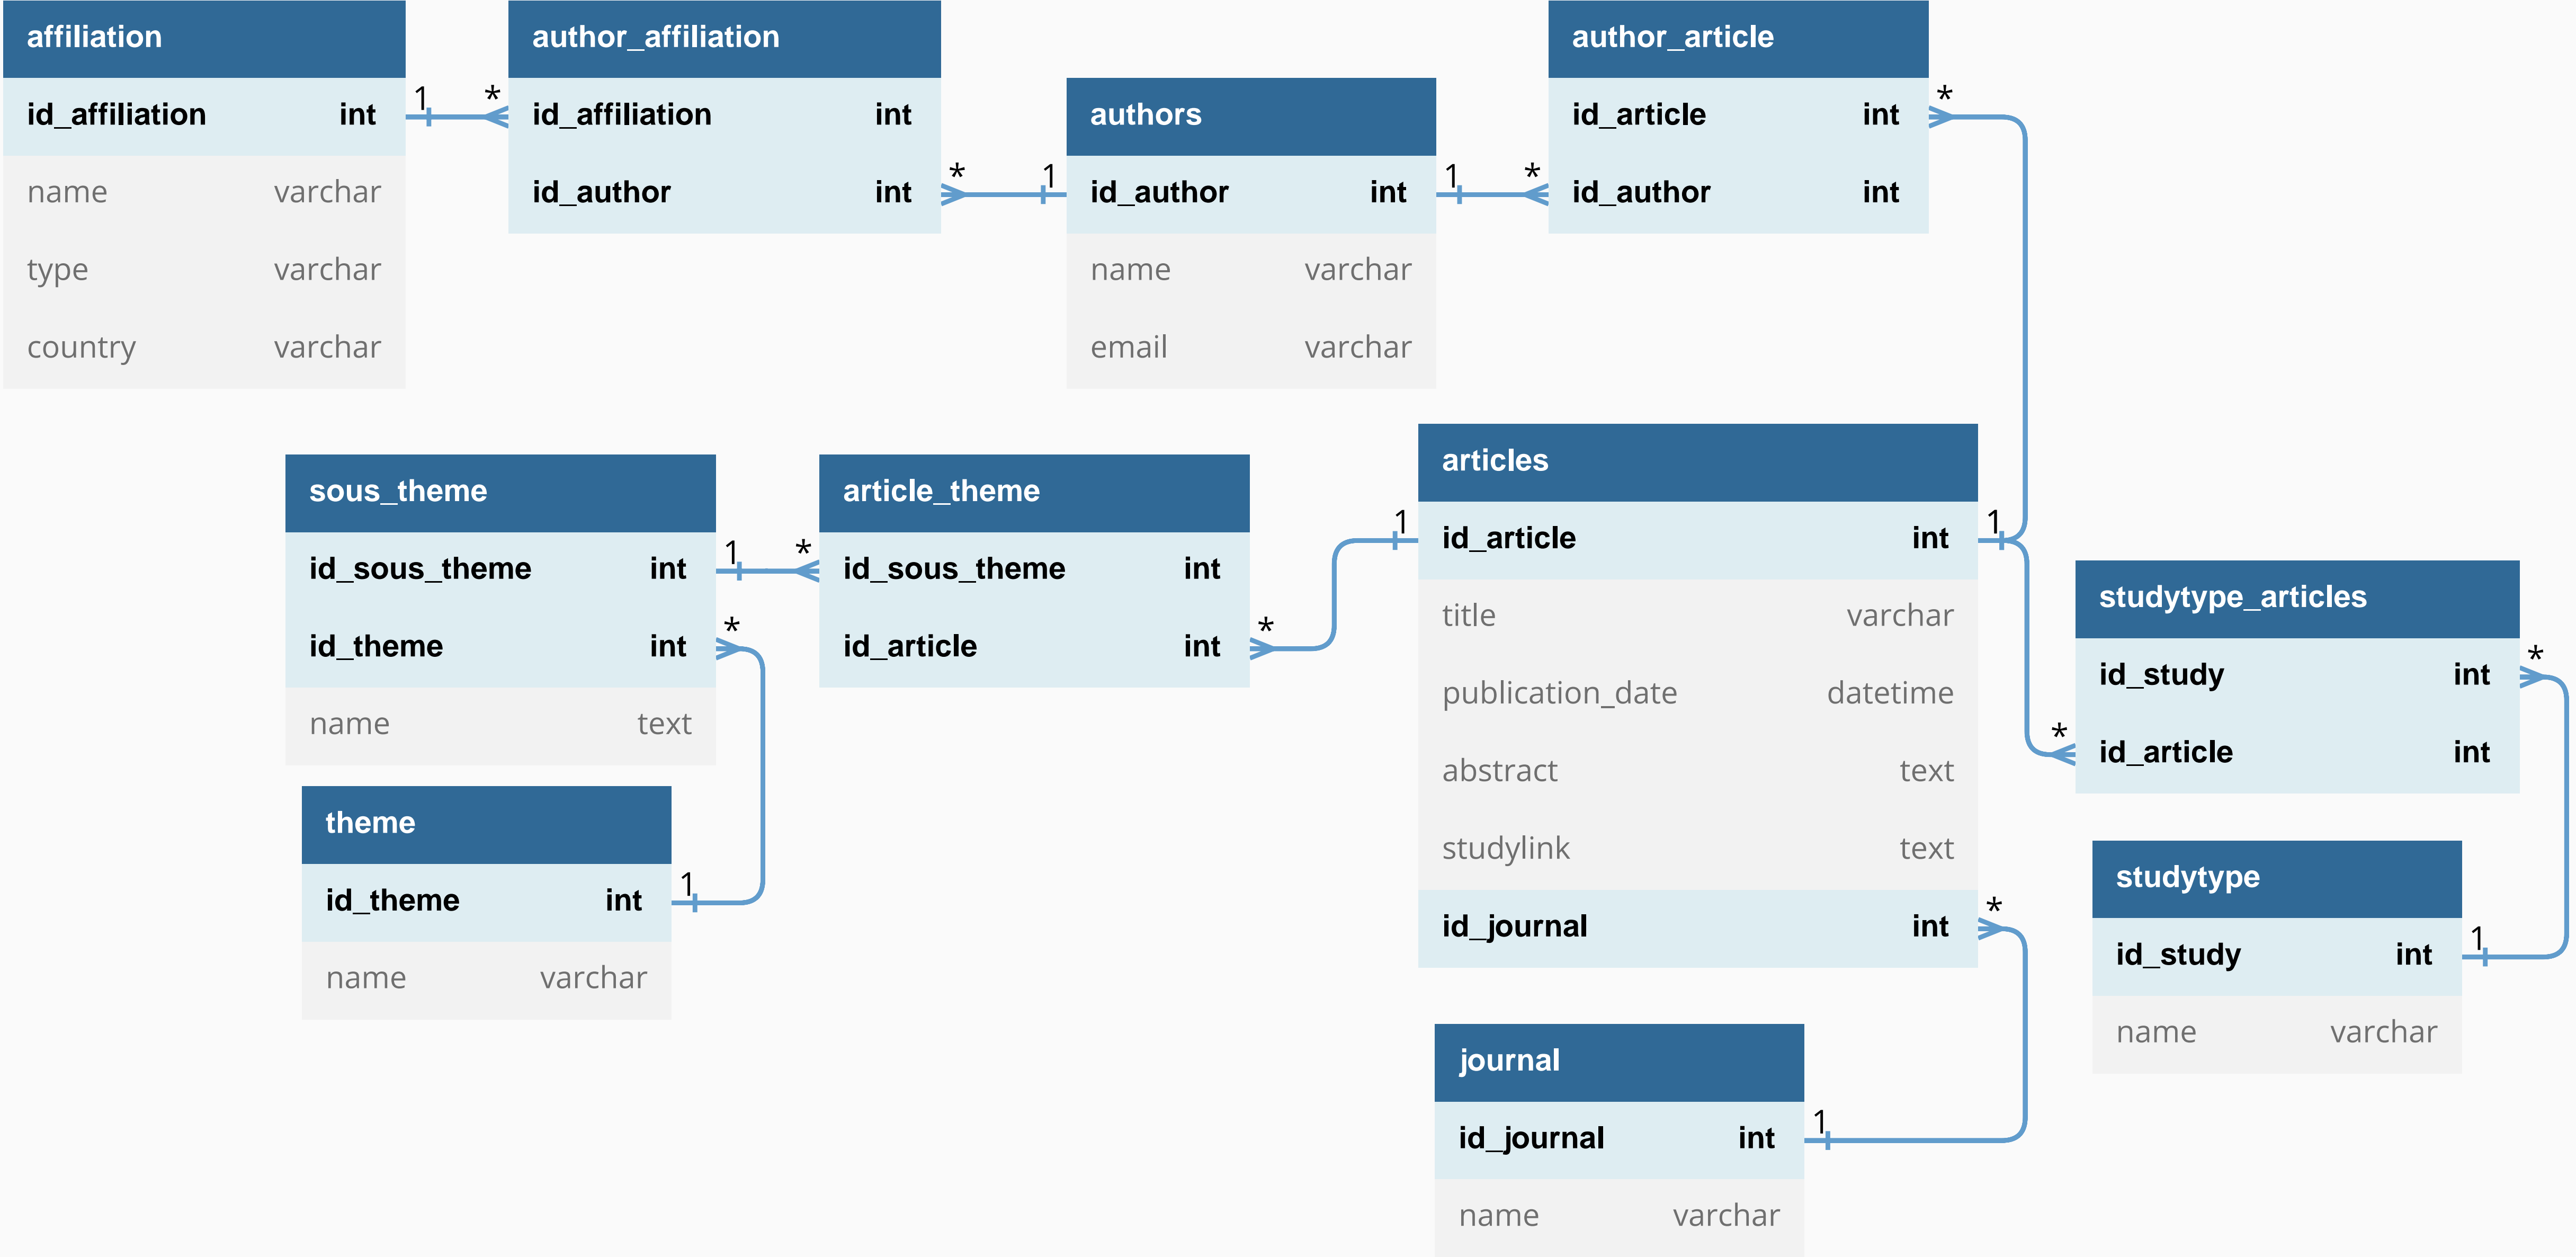 affiliation
id_affiliation int
name varchar
type varchar
country varchar
1 *
author_affiliation
id_affiliation int
id_author int
* 1
authors
id_author int
name varchar
email varchar
1 *
author_article
id_article int
id_author int
*
sous_theme
id_sous_theme int
id_theme int
name text
1 *
*
article_theme
id_sous_theme int
id_article int
* 1
theme
id_theme int
name varchar
1
articles
id_article int
title varchar
publication_date datetime
abstract text
studylink text
id_journal int
1
*
studytype_articles
id_study int
id_article int
*
*
studytype
id_study int
name varchar
1
journal
id_journal int
name varchar
1